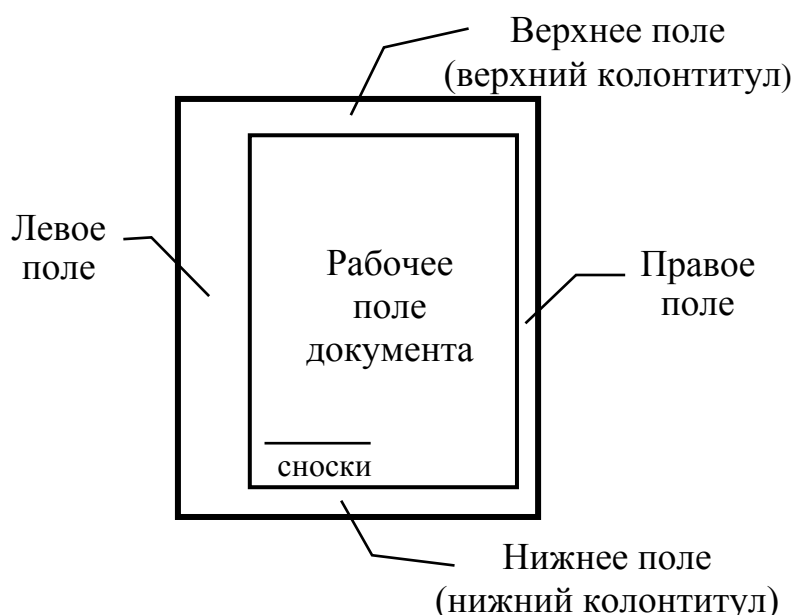 Верхнее поле
(верхний колонтитул)
Левое
поле
Рабочее
поле
документа
Правое
поле
сноски
Нижнее поле
(нижний колонтитул)